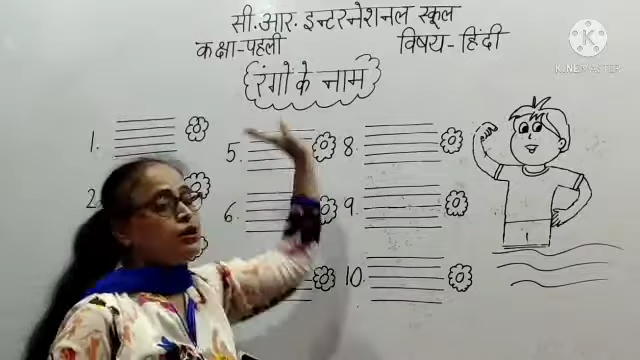 सी.आर. इन्टरनेशनल स्कूल
कक्षा-पहली विषय-हिंदी
रंगों के नाम
1. 5. 8.
2. 6. 9.
10.
KINEMASTER